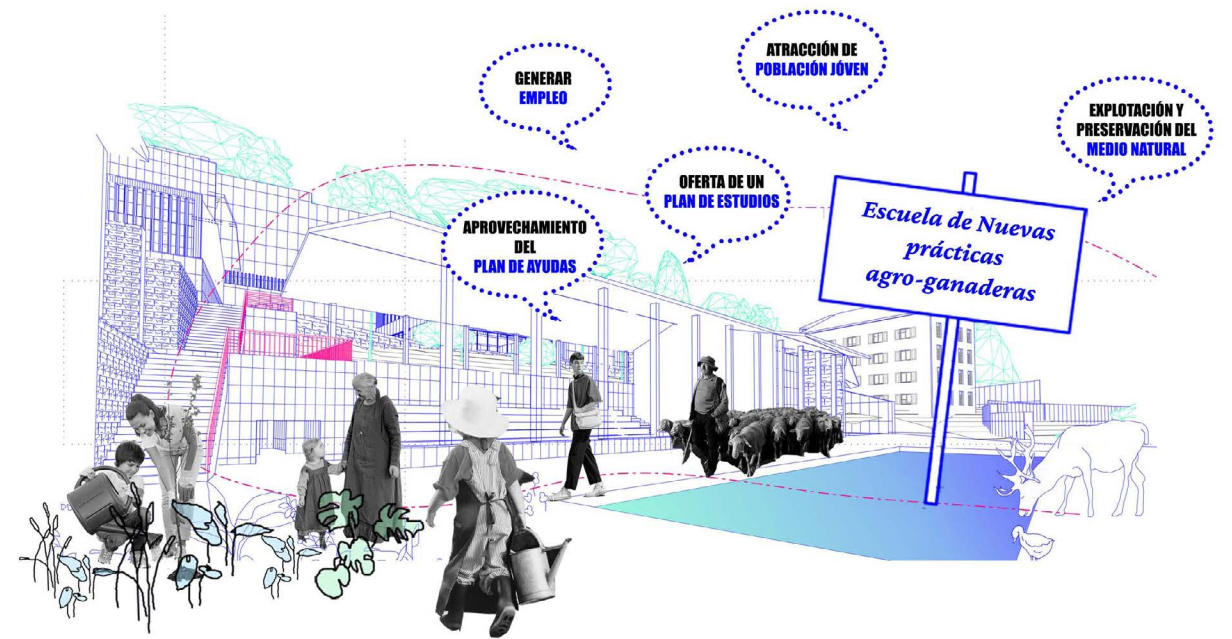 ATRACCIÓN DE
POBLACIÓN JÓVEN
GENERAR
EMPLEO
EXPLOTACIÓN Y
PRESERVACIÓN DEL
MEDIO NATURAL
OFERTA DE UN
PLAN DE ESTUDIOS
APROVECHAMIENTO
DEL
PLAN DE AYUDAS
Escuela de Nuevas
prácticas
agro-ganaderas